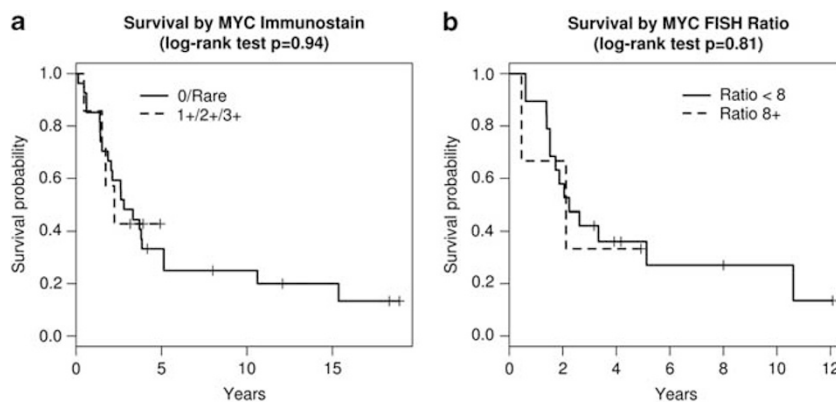 a
Survival by MYC Immunostain
(log-rank test p=0.94)
Survival probability
1.0
0.8
0.6
0.4
0.2
0.0
0/Rare
1+/2+/3+
0
5
10
15
Years
b
Survival by MYC FISH Ratio
(log-rank test p=0.81)
Survival probability
1.0
0.8
0.6
0.4
0.2
0.0
Ratio < 8
Ratio 8+
0
2
4
6
8
10
12
Years